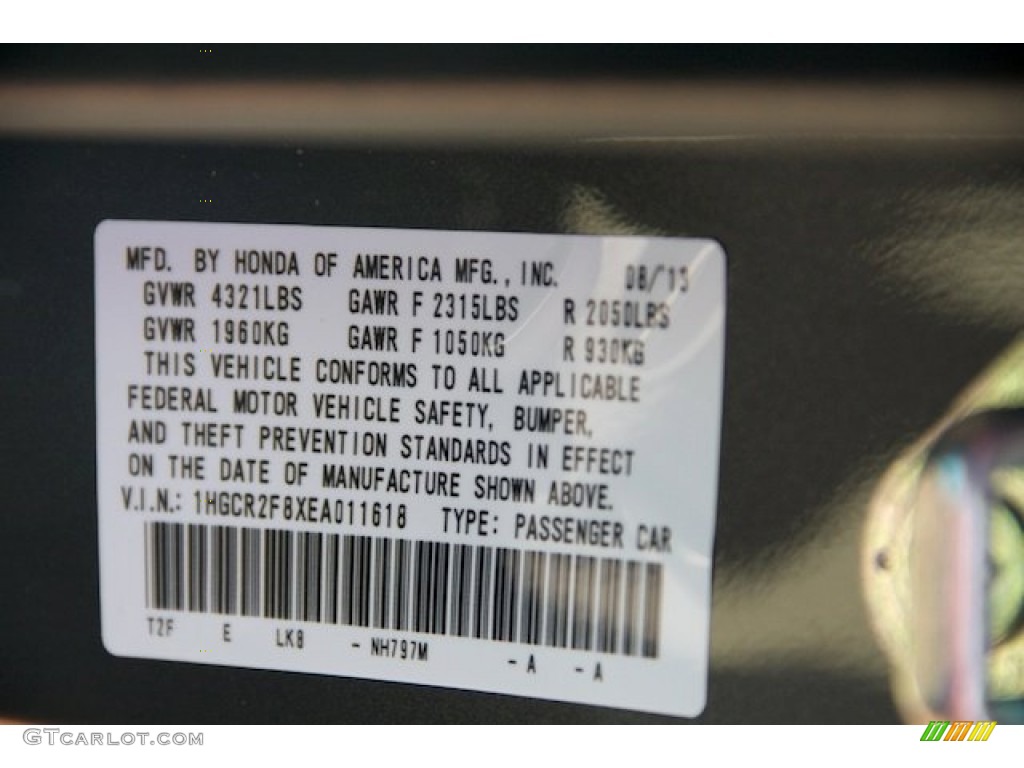 MFD. BY HONDA OF AMERICA MFG., INC. 08/13
GVWR 4321LBS GAWR F 2315LBS R 2050LBS
GVWR 1960KG GAWR F 1050KG R 930KG
THIS VEHICLE CONFORMS TO ALL APPLICABLE
FEDERAL MOTOR VEHICLE SAFETY, BUMPER,
AND THEFT PREVENTION STANDARDS IN EFFECT
ON THE DATE OF MANUFACTURE SHOWN ABOVE.
V.I.N.: 1HGCR2F8XEA011618 TYPE: PASSENGER CAR
T2F E LK8 - NH797M - A - A
GTCARLOT.COM